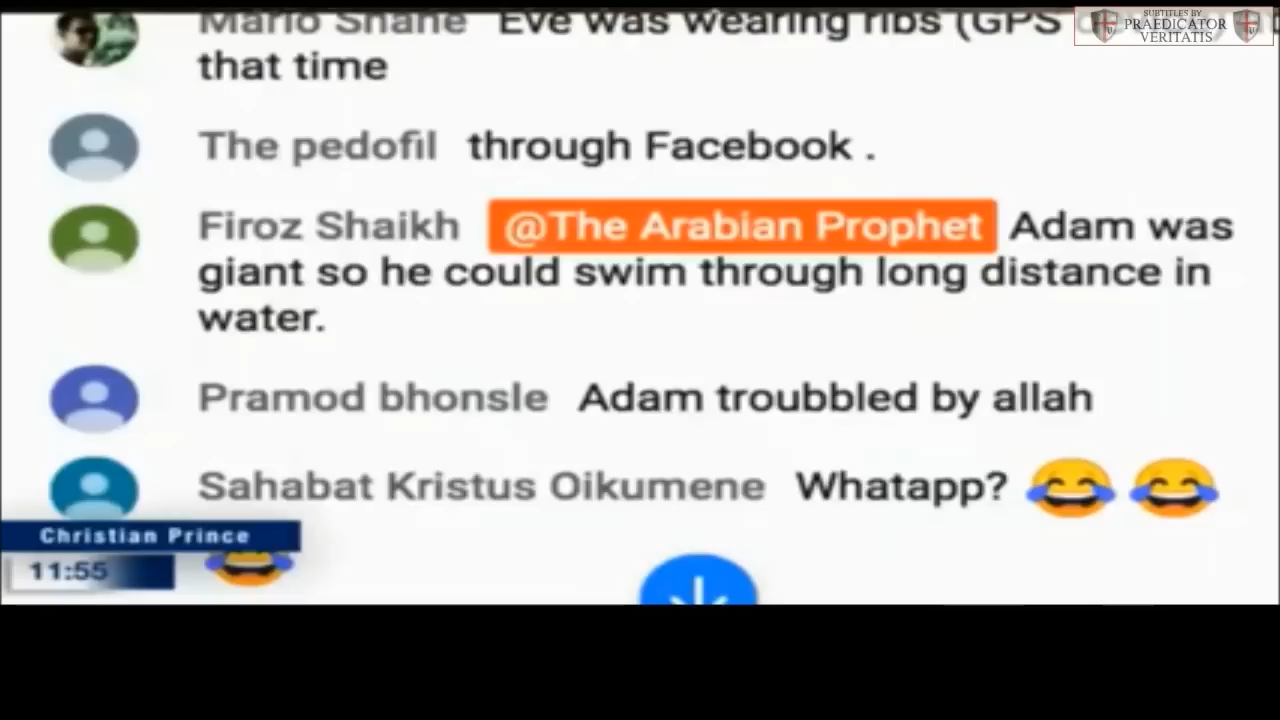 SUBTITLES BY
PRAEDICATOR
VERITATIS
Mario Shane Eve was wearing ribs (GPS
that time
The pedofil through Facebook .
Firoz Shaikh @The Arabian Prophet Adam was
giant so he could swim through long distance in
water.
Pramod bhonsle Adam troubbled by allah
Sahabat Kristus Oikumene Whatapp? 😂 😂
😂
Christian Prince
11:55